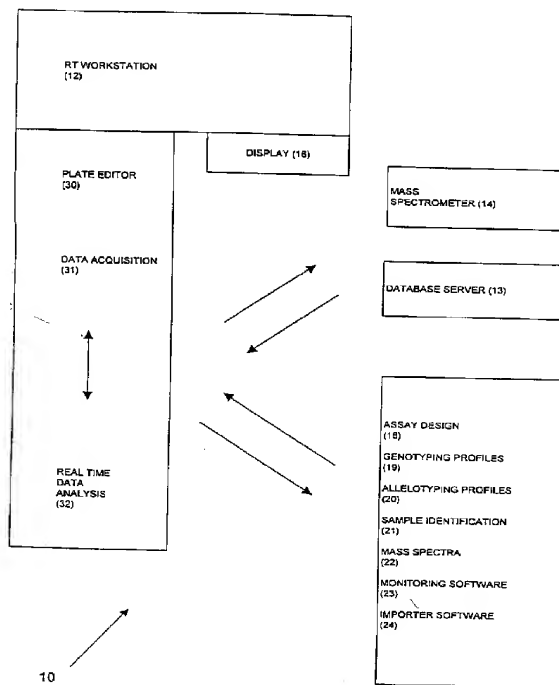 RT WORKSTATION
(12)
DISPLAY (16)
PLATE EDITOR
(30)
DATA ACQUISITION
(31)
REAL TIME
DATA
ANALYSIS
(32)
MASS
SPECTROMETER (14)
DATABASE SERVER (13)
ASSAY DESIGN
(18)
GENOTYPING PROFILES
(19)
ALLELOTYPING PROFILES
(20)
SAMPLE IDENTIFICATION
(21)
MASS SPECTRA
(22)
MONITORING SOFTWARE
(23)
IMPORTER SOFTWARE
(24)
10